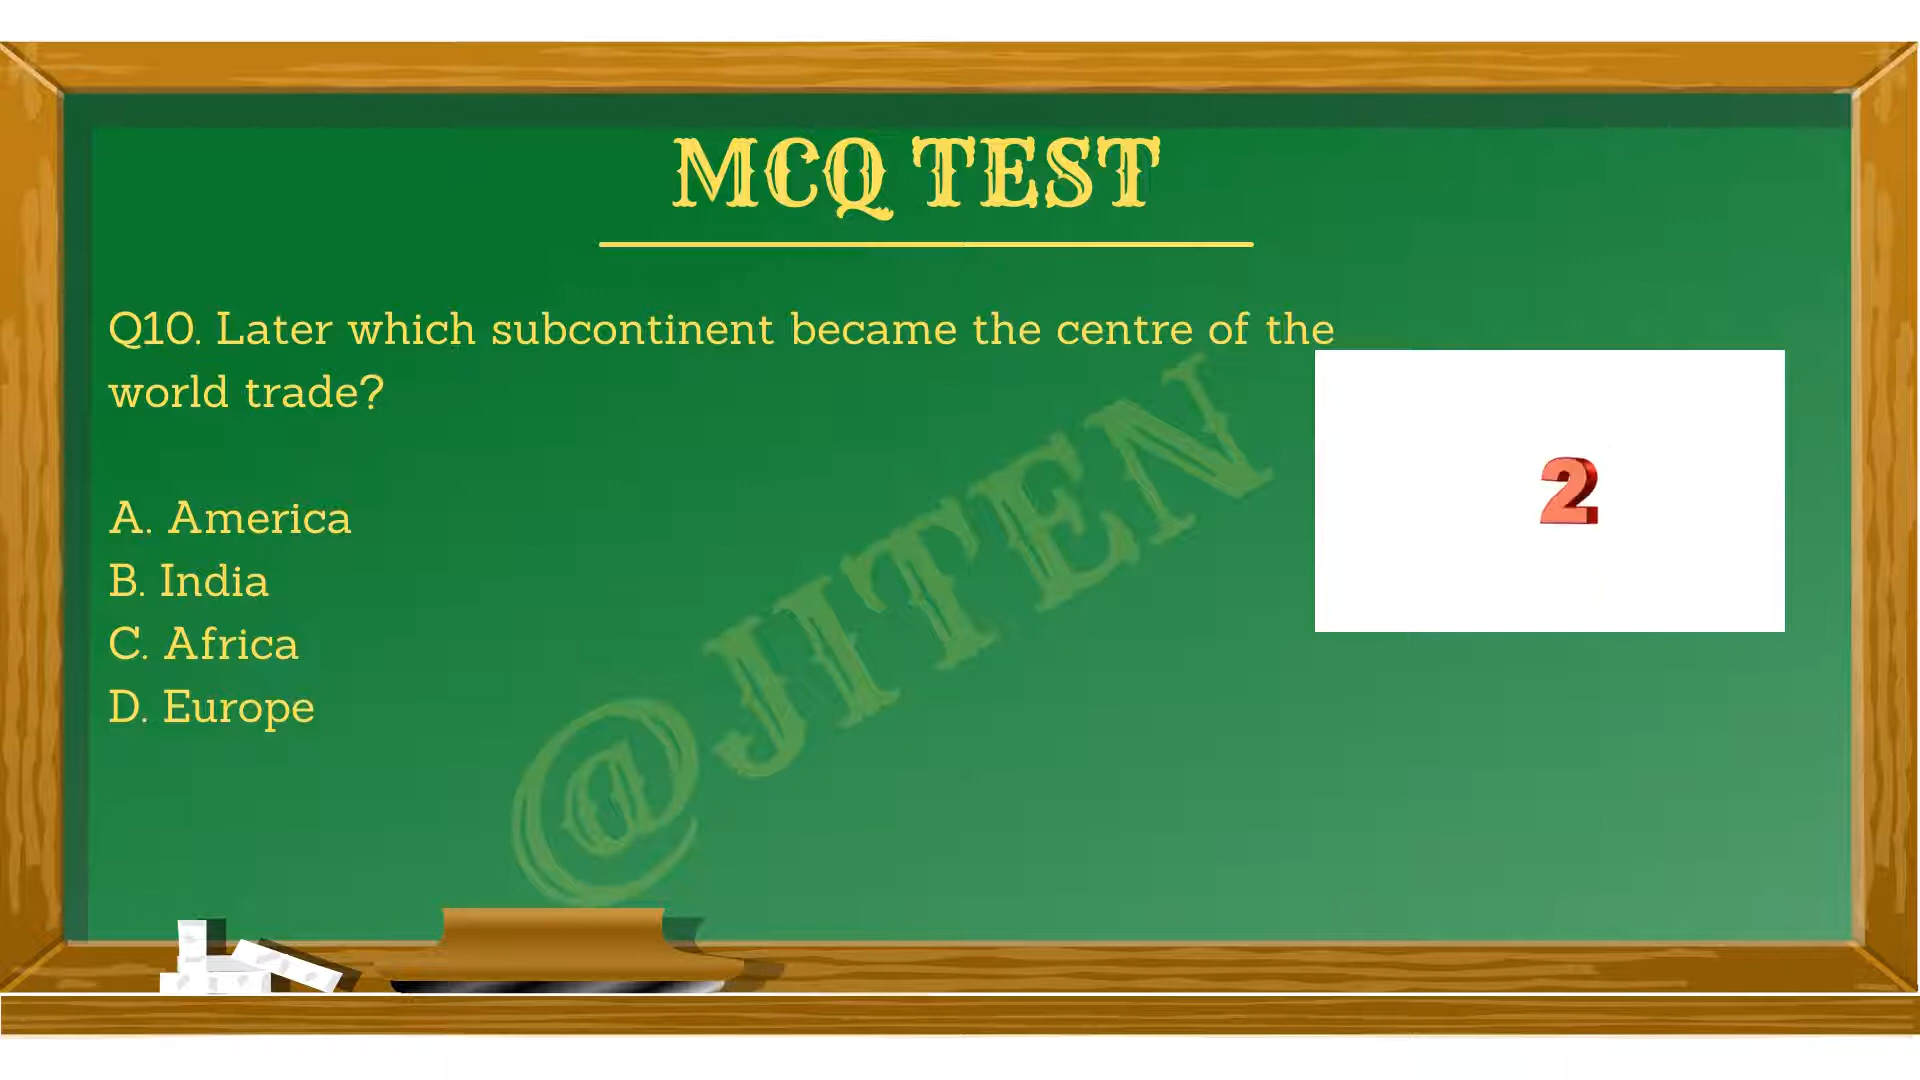 MCQ TEST
Q10. Later which subcontinent became the centre of the
world trade?
A. America
B. India
C. Africa
D. Europe
2
@JITEN